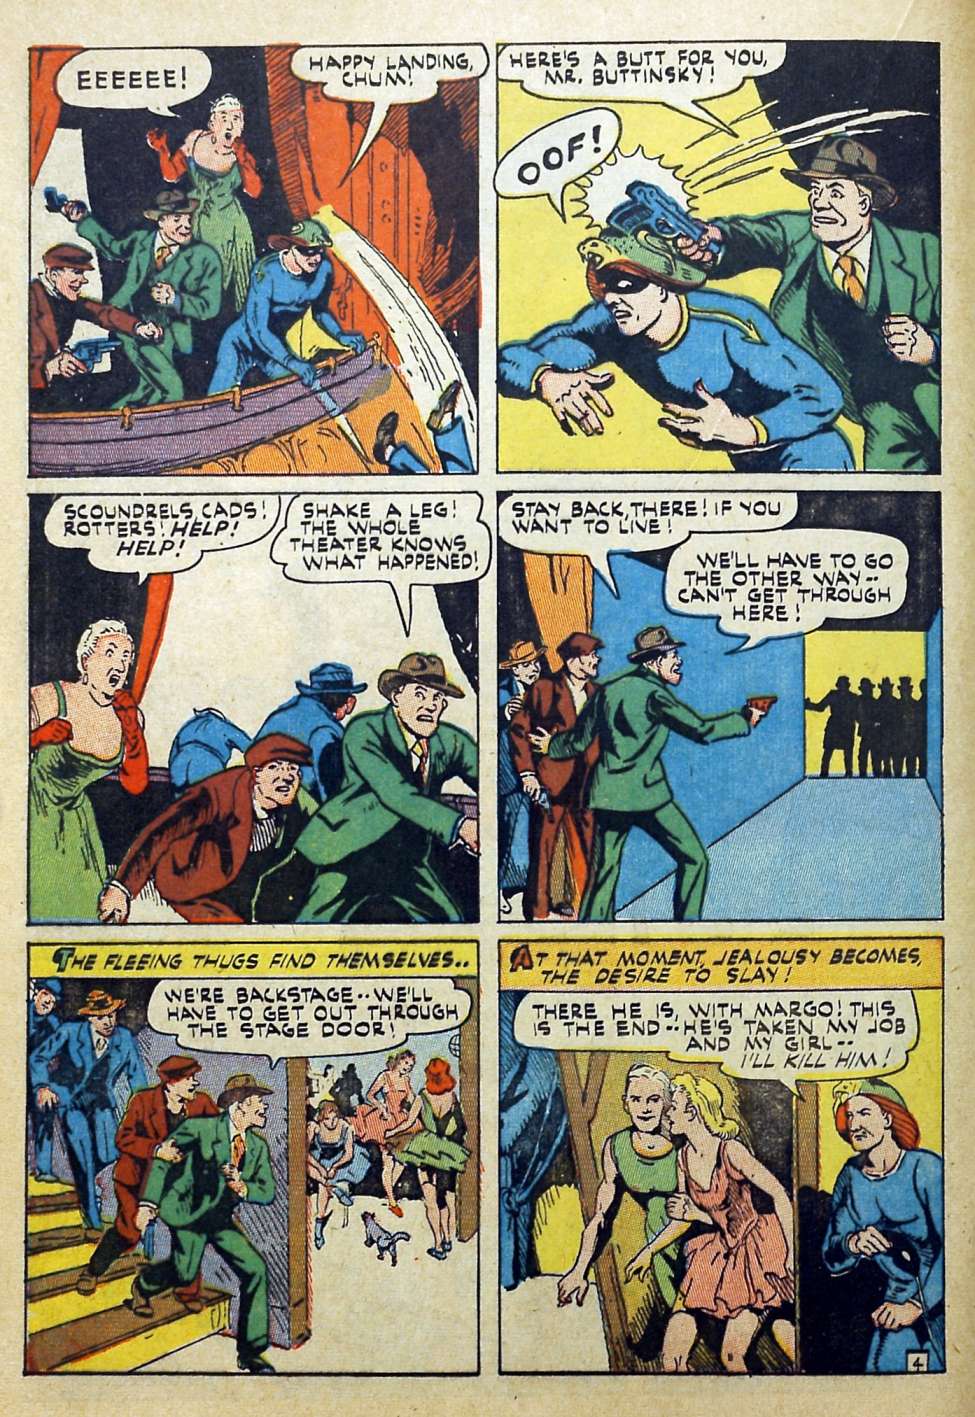 EEEEEE!
HAPPY LANDING,
CHUM!
HERE'S A BUTT FOR YOU,
MR. BUTTINSKY!
OOF!
SCOUNDRELS, CADS!
ROTTERS! HELP!
HELP!
SHAKE A LEG!
THE WHOLE
THEATER KNOWS
WHAT HAPPENED!
STAY BACK, THERE! IF YOU
WANT TO LIVE!
WE'LL HAVE TO GO
THE OTHER WAY--
CAN'T GET THROUGH
HERE!
THE FLEEING THUGS FIND THEMSELVES..
WE'RE BACKSTAGE--WE'LL
HAVE TO GET OUT THROUGH
THE STAGE DOOR!
AT THAT MOMENT, JEALOUSY BECOMES,
THE DESIRE TO SLAY!
THERE HE IS, WITH MARGO! THIS
IS THE END--HE'S TAKEN MY JOB
AND MY GIRL--
I'LL KILL HIM!
4